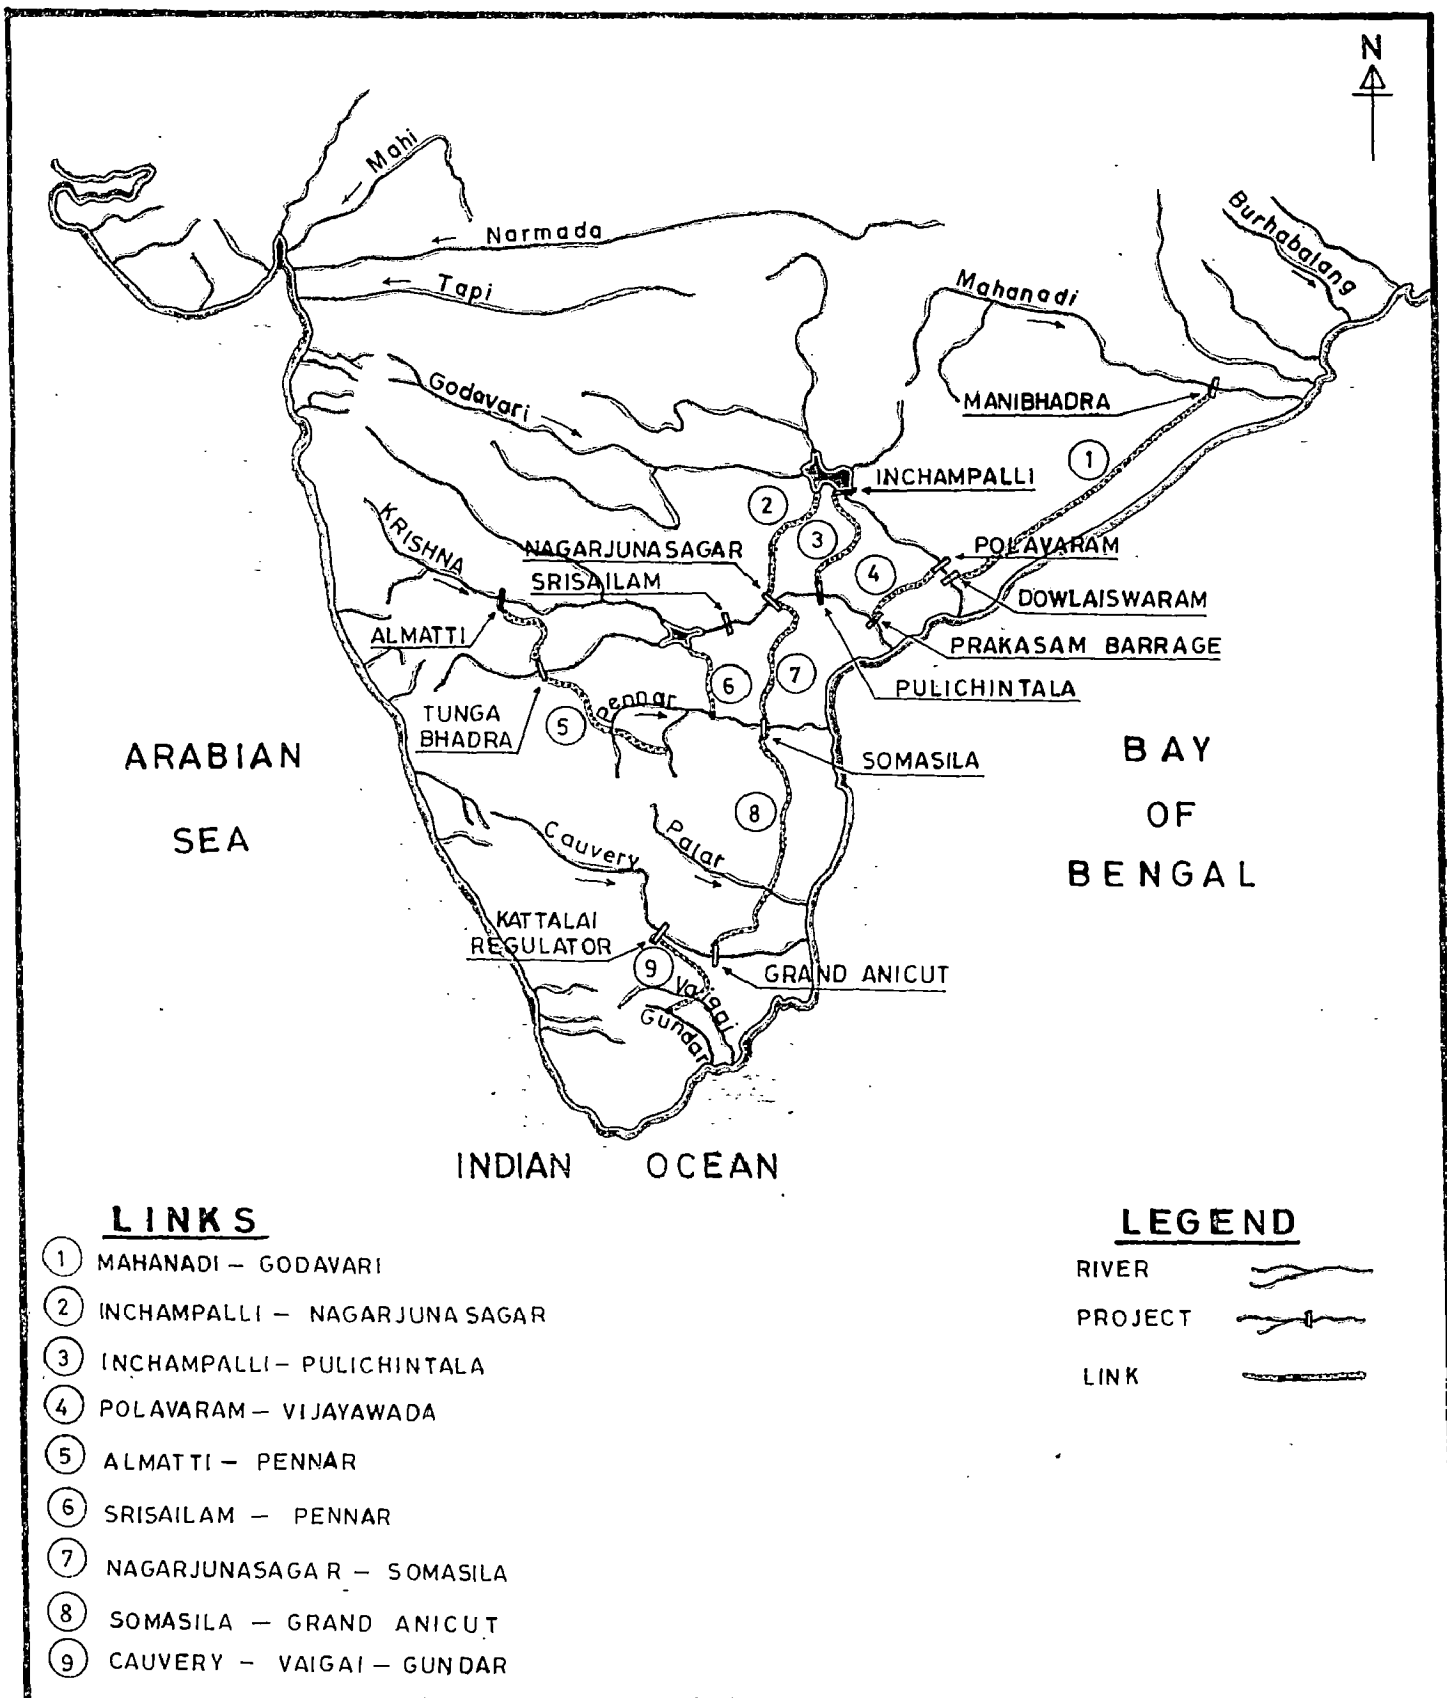 N
Mahi
Burhabalang
Narmada
Tapi
Mahanadi
Godavari
MANIBHADRA
1
INCHAMPALLI
2
KRISHNA
3
NAGARJUNASAGAR
POLAVARAM
SRISAILAM
4
DOWLAISWARAM
ALMATTI
PRAKASAM BARRAGE
7
6
PULICHINTALA
Pennar
TUNGA
BHADRA
5
ARABIAN
SEA
SOMASILA
BAY
OF
BENGAL
8
Cauvery
Palar
KATTALAI
REGULATOR
9
GRAND ANICUT
Vaigai
Gundar
INDIAN OCEAN
LINKS
1 MAHANADI – GODAVARI
2 INCHAMPALLI – NAGARJUNA SAGAR
3 INCHAMPALLI – PULICHINTALA
4 POLAVARAM – VIJAYAWADA
5 ALMATTI – PENNAR
6 SRISAILAM – PENNAR
7 NAGARJUNASAGAR – SOMASILA
8 SOMASILA – GRAND ANICUT
9 CAUVERY – VAIGAI – GUNDAR
LEGEND
RIVER
PROJECT
LINK